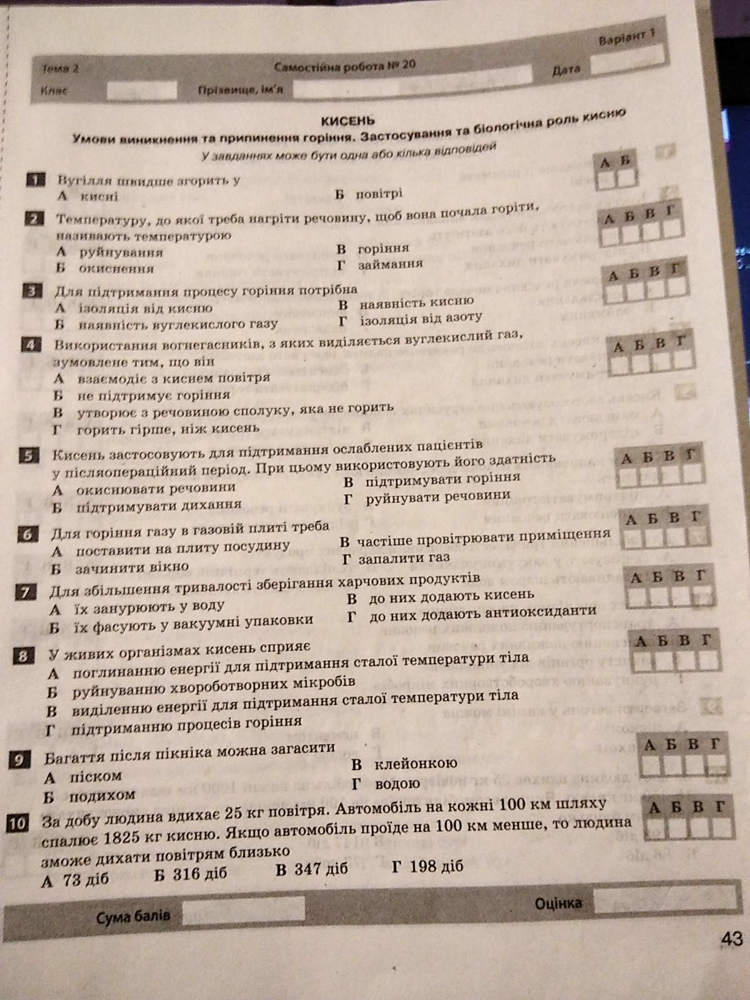 Варіант 1
Тема 2 Самостійна робота № 20 Дата
Клас Прізвище, ім'я
КИСЕНЬ
Умови виникнення та припинення горіння. Застосування та біологічна роль кисню
У завданнях може бути одна або кілька відповідей
1 Вугілля швидше згорить у А Б
А кисні Б повітрі
2 Температуру, до якої треба нагріти речовину, щоб вона почала горіти, А Б В Г
називають температурою
А руйнування В горіння
Б окиснення Г займання
3 Для підтримання процесу горіння потрібна А Б В Г
А ізоляція від кисню В наявність кисню
Б наявність вуглекислого газу Г ізоляція від азоту
4 Використання вогнегасників, з яких виділяється вуглекислий газ, А Б В Г
зумовлене тим, що він
А взаємодіє з киснем повітря
Б не підтримує горіння
В утворює з речовиною сполуку, яка не горить
Г горить гірше, ніж кисень
5 Кисень застосовують для підтримання ослаблених пацієнтів А Б В Г
у післяопераційний період. При цьому використовують його здатність
А окиснювати речовини В підтримувати горіння
Б підтримувати дихання Г руйнувати речовини
6 Для горіння газу в газовій плиті треба А Б В Г
А поставити на плиту посудину В частіше провітрювати приміщення
Б зачинити вікно Г запалити газ
7 Для збільшення тривалості зберігання харчових продуктів А Б В Г
А їх занурюють у воду В до них додають кисень
Б їх фасують у вакуумні упаковки Г до них додають антиоксиданти
8 У живих організмах кисень сприяє А Б В Г
А поглинанню енергії для підтримання сталої температури тіла
Б руйнуванню хвороботворних мікробів
В виділенню енергії для підтримання сталої температури тіла
Г підтриманню процесів горіння
9 Багаття після пікніка можна загасити А Б В Г
А піском В клейонкою
Б подихом Г водою
10 За добу людина вдихає 25 кг повітря. Автомобіль на кожні 100 км шляху А Б В Г
спалює 1825 кг кисню. Якщо автомобіль проїде на 100 км менше, то людина
зможе дихати повітрям близько
А 73 діб Б 316 діб В 347 діб Г 198 діб
Сума балів Оцінка
43